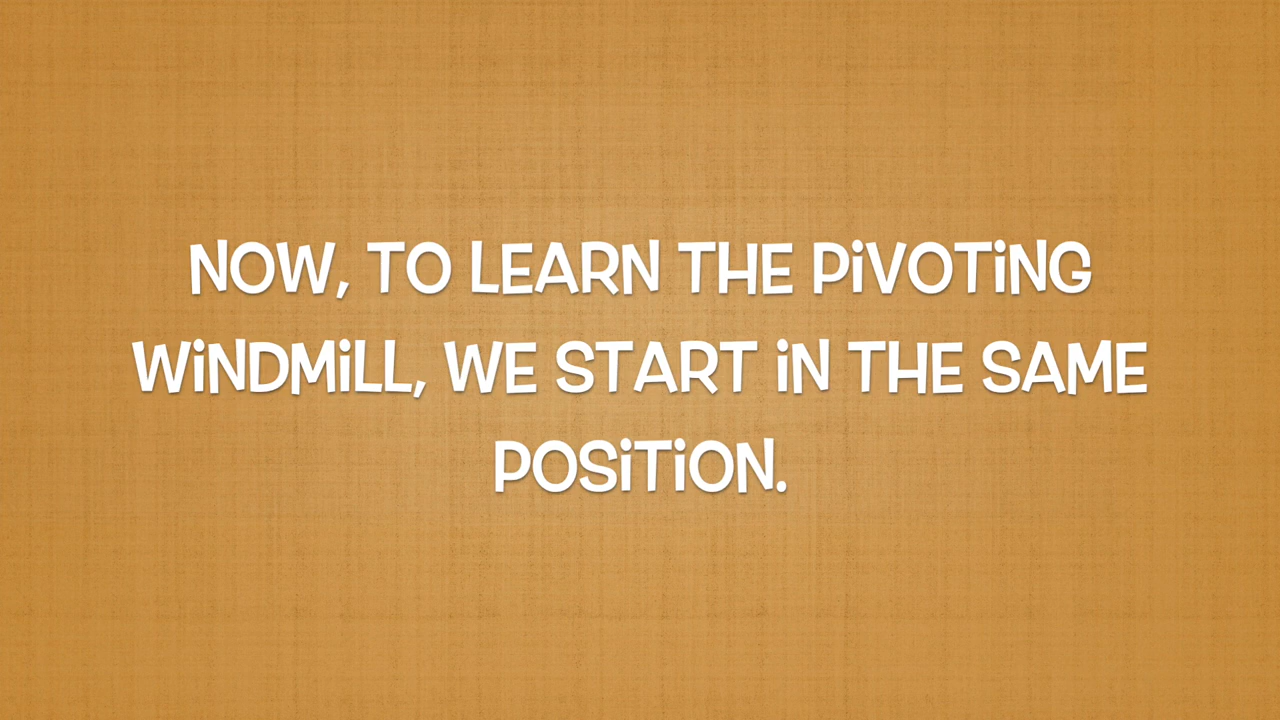 NOW, TO LEARN THE PiVOTiNG
WiNDMiLL, WE START iN THE SAME
POSiTiON.